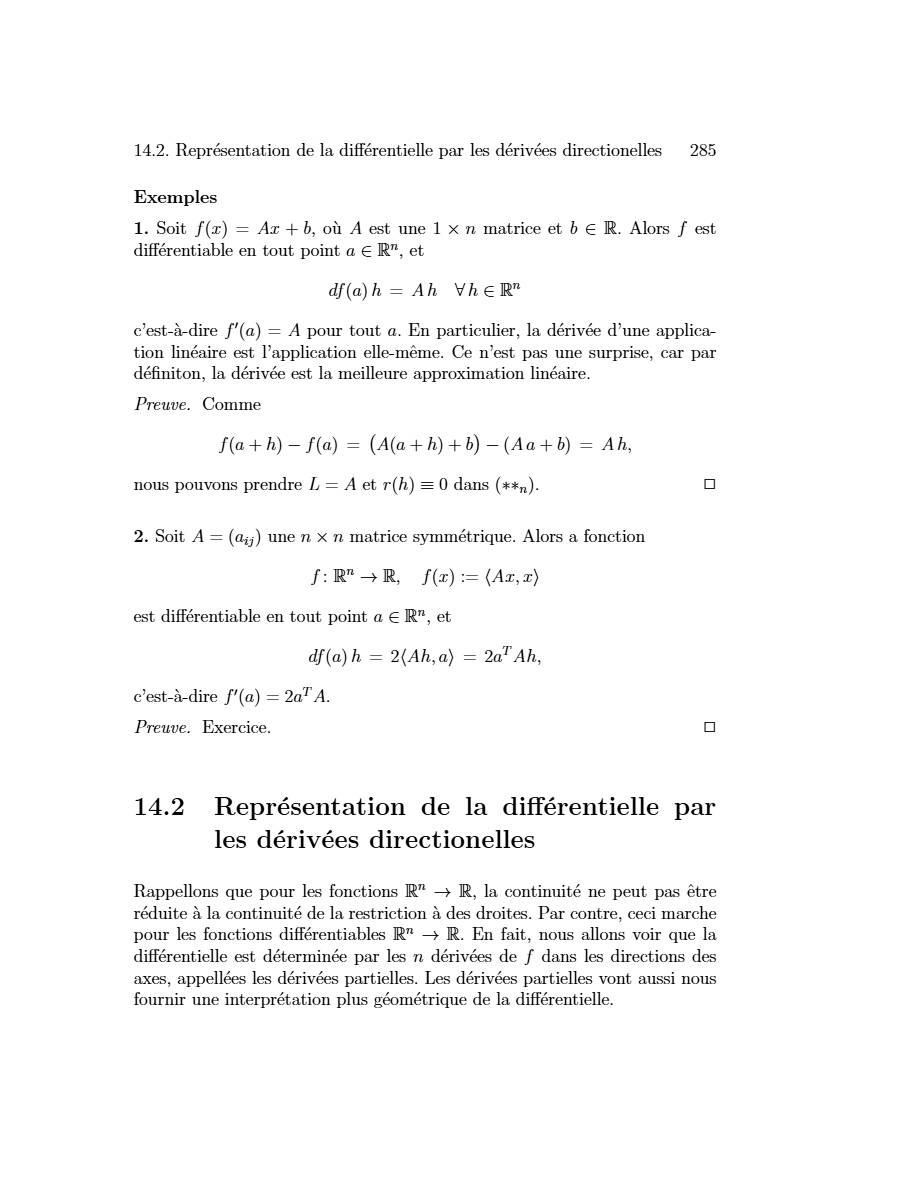 14.2. Représentation de la différentielle par les dérivées directionelles 285
Exemples
1. Soit f(x) = Ax + b, où A est une 1 × n matrice et b ∈ ℝ. Alors f est
différentiable en tout point a ∈ ℝⁿ, et
df(a) h = A h ∀ h ∈ ℝⁿ
c'est-à-dire f′(a) = A pour tout a. En particulier, la dérivée d'une applica-
tion linéaire est l'application elle-même. Ce n'est pas une surprise, car par
définiton, la dérivée est la meilleure approximation linéaire.
Preuve. Comme
f(a + h) − f(a) = (A(a + h) + b) − (A a + b) = A h,
nous pouvons prendre L = A et r(h) ≡ 0 dans (∗∗ₙ). □
2. Soit A = (aᵢⱼ) une n × n matrice symmétrique. Alors a fonction
f : ℝⁿ → ℝ, f(x) := ⟨Ax, x⟩
est différentiable en tout point a ∈ ℝⁿ, et
df(a) h = 2⟨Ah, a⟩ = 2aᵀAh,
c'est-à-dire f′(a) = 2aᵀA.
Preuve. Exercice. □
14.2 Représentation de la différentielle par
les dérivées directionelles
Rappellons que pour les fonctions ℝⁿ → ℝ, la continuité ne peut pas être
réduite à la continuité de la restriction à des droites. Par contre, ceci marche
pour les fonctions différentiables ℝⁿ → ℝ. En fait, nous allons voir que la
différentielle est déterminée par les n dérivées de f dans les directions des
axes, appellées les dérivées partielles. Les dérivées partielles vont aussi nous
fournir une interprétation plus géométrique de la différentielle.